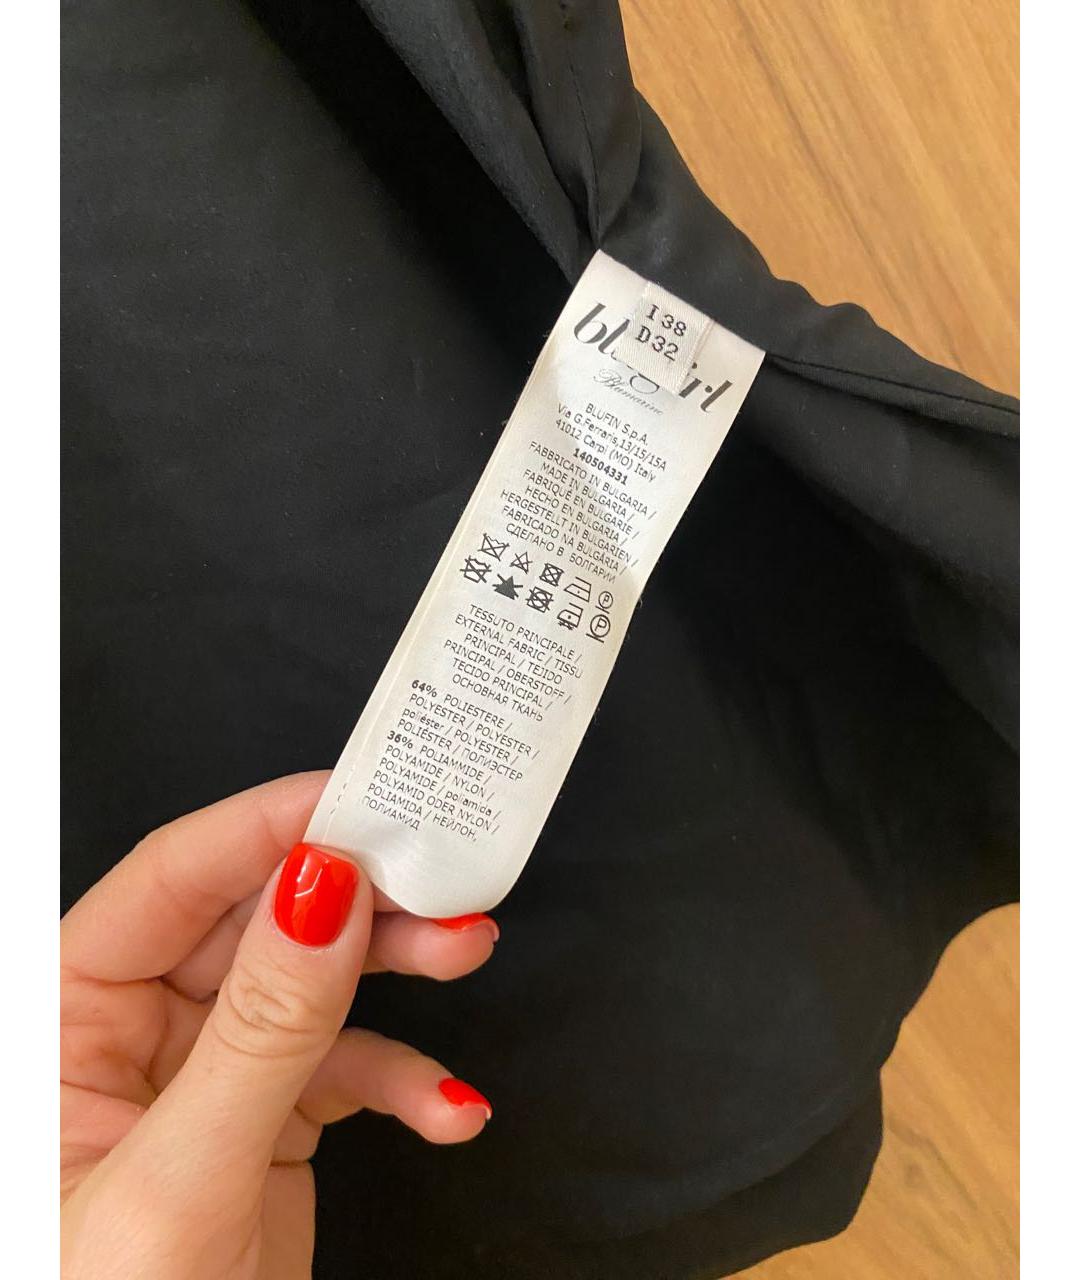 I 38
D 32
Blumarine
BLUFIN S.p.A.
Via G.Ferraris,13/15/15A
41012 Carpi (MO) Italy
140504331
FABBRICATO IN BULGARIA /
MADE IN BULGARIA /
FABRIQUÉ EN BULGARIE /
HECHO EN BULGARIA /
HERGESTELLT IN BULGARIEN /
FABRICADO NA BULGÁRIA /
СДЕЛАНО В БОЛГАРИИ
P
P
TESSUTO PRINCIPALE /
EXTERNAL FABRIC / TISSU
PRINCIPAL / TEJIDO
PRINCIPAL / OBERSTOFF /
TECIDO PRINCIPAL /
ОСНОВНАЯ ТКАНЬ
64% POLIESTERE /
POLYESTER / POLYESTER /
poliéster / POLYESTER /
POLIÉSTER / ПОЛИЭСТЕР
36% POLIAMMIDE /
POLYAMIDE / NYLON /
POLYAMIDE / poliamida /
POLYAMID ODER NYLON /
POLIAMIDA / НЕЙЛОН,
ПОЛИАМИД